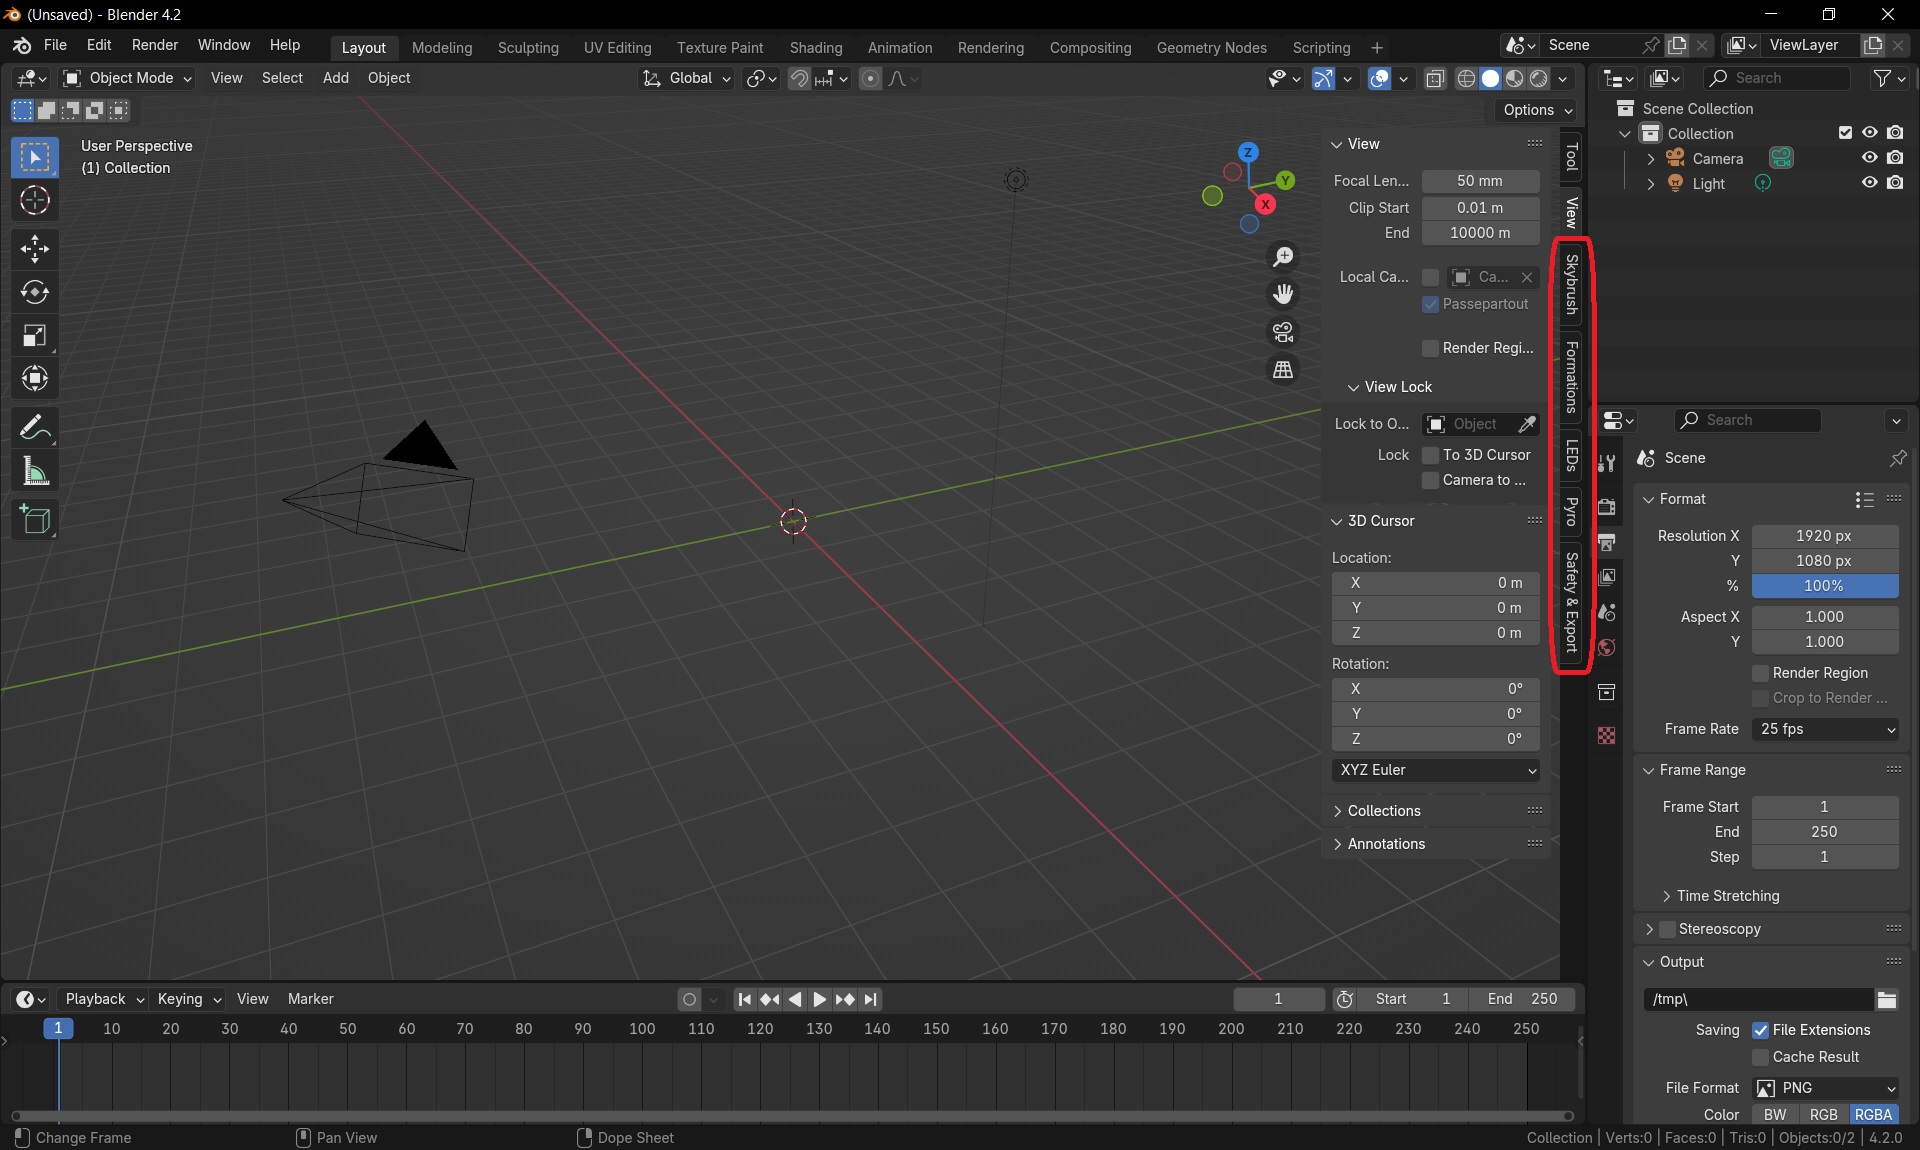 (Unsaved) - Blender 4.2
File Edit Render Window Help
Layout Modeling Sculpting UV Editing Texture Paint Shading Animation Rendering Compositing Geometry Nodes Scripting +
Scene
ViewLayer
Object Mode View Select Add Object
Global
Search
Options
User Perspective
(1) Collection
Z
Y
X
View
Focal Len... 50 mm
Clip Start 0.01 m
End 10000 m
Local Ca... Ca...
Passepartout
Render Regi...
View Lock
Lock to O... Object
Lock To 3D Cursor
Camera to ...
3D Cursor
Location:
X 0 m
Y 0 m
Z 0 m
Rotation:
X 0°
Y 0°
Z 0°
XYZ Euler
Collections
Annotations
Tool
View
Skybrush
Formations
LEDs
Pyro
Safety & Export
Scene Collection
Collection
Camera
Light
Search
Scene
Format
Resolution X 1920 px
Y 1080 px
% 100%
Aspect X 1.000
Y 1.000
Render Region
Crop to Render ...
Frame Rate 25 fps
Frame Range
Frame Start 1
End 250
Step 1
Time Stretching
Stereoscopy
Output
/tmp\
Saving File Extensions
Cache Result
File Format PNG
Color BW RGB RGBA
Playback Keying View Marker
1
Start 1 End 250
1 10 20 30 40 50 60 70 80 90 100 110 120 130 140 150 160 170 180 190 200 210 220 230 240 250
Change Frame Pan View Dope Sheet
Collection | Verts:0 | Faces:0 | Tris:0 | Objects:0/2 | 4.2.0